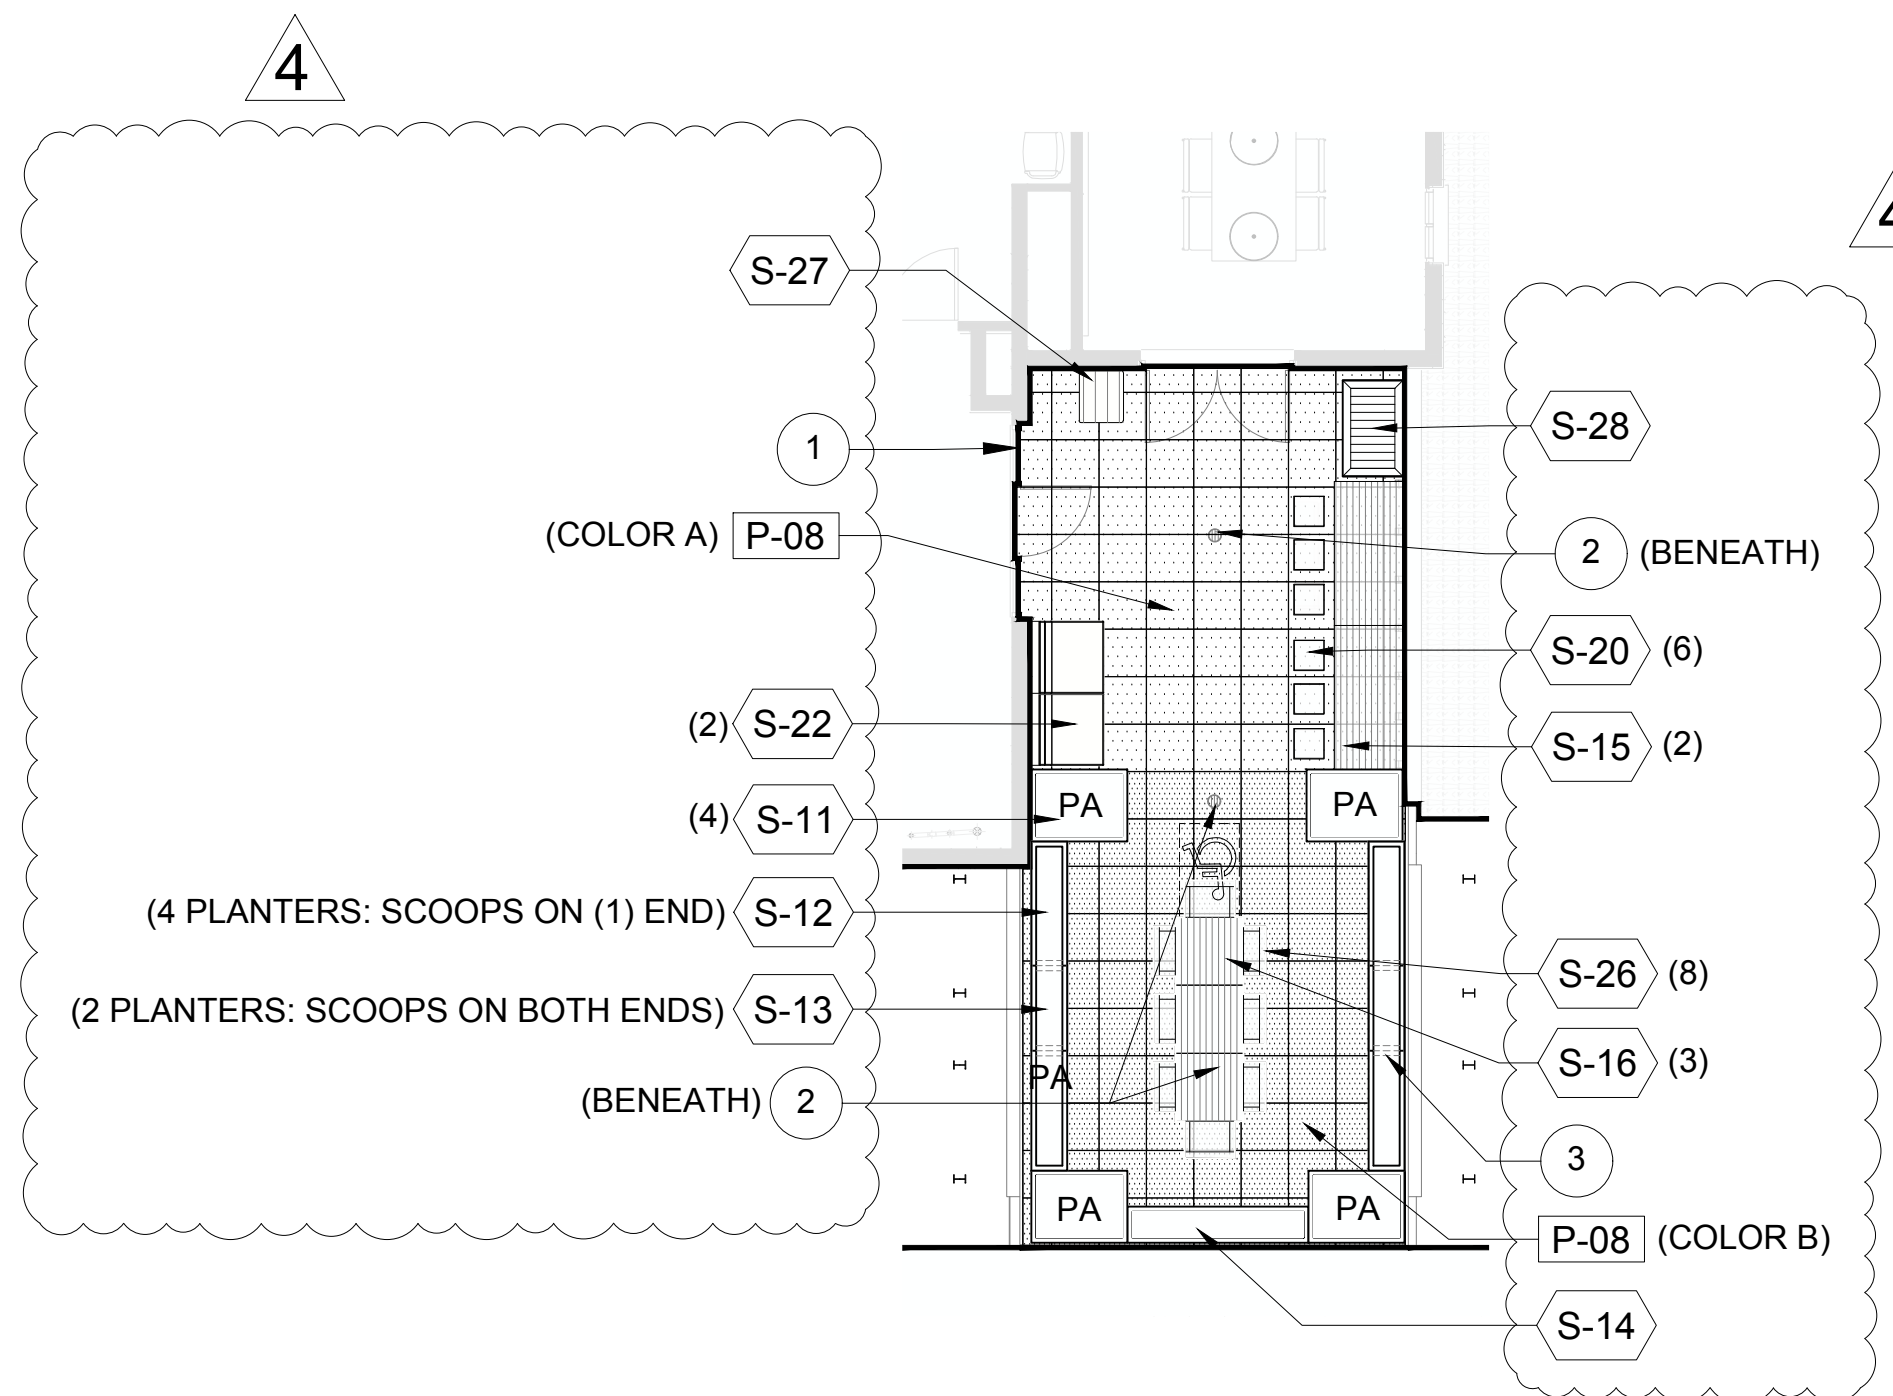 4
4
S-27
1
(COLOR A) P-08
(2) S-22
(4) S-11
(4 PLANTERS: SCOOPS ON (1) END) S-12
(2 PLANTERS: SCOOPS ON BOTH ENDS) S-13
(BENEATH) 2
PA
PA
PA
PA
PA
S-28
2 (BENEATH)
S-20 (6)
S-15 (2)
S-26 (8)
S-16 (3)
3
P-08 (COLOR B)
S-14